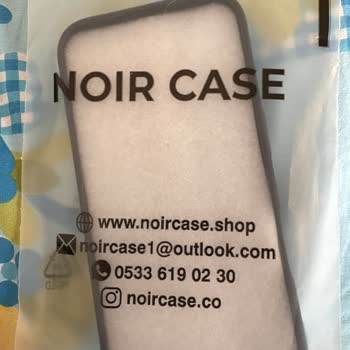 NOIR CASE
www.noircase.shop
noircase1@outlook.com
0533 619 02 30
noircase.co